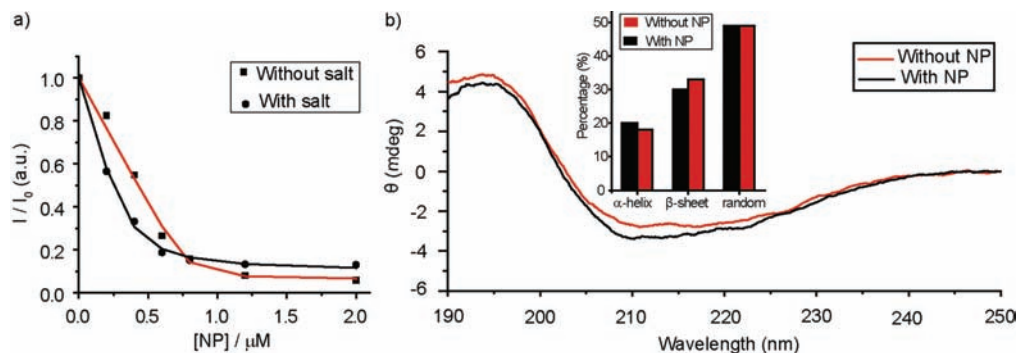 a)
I / I0 (a.u.)
1.0
0.8
0.6
0.4
0.2
0.0
Without salt
With salt
0.0 0.5 1.0 1.5 2.0
[NP] / μM
b)
θ (mdeg)
6
4
2
0
-2
-4
-6
Percentage (%)
50
40
30
20
10
0
Without NP
With NP
α-helix β-sheet random
Without NP
With NP
190 200 210 220 230 240 250
Wavelength (nm)